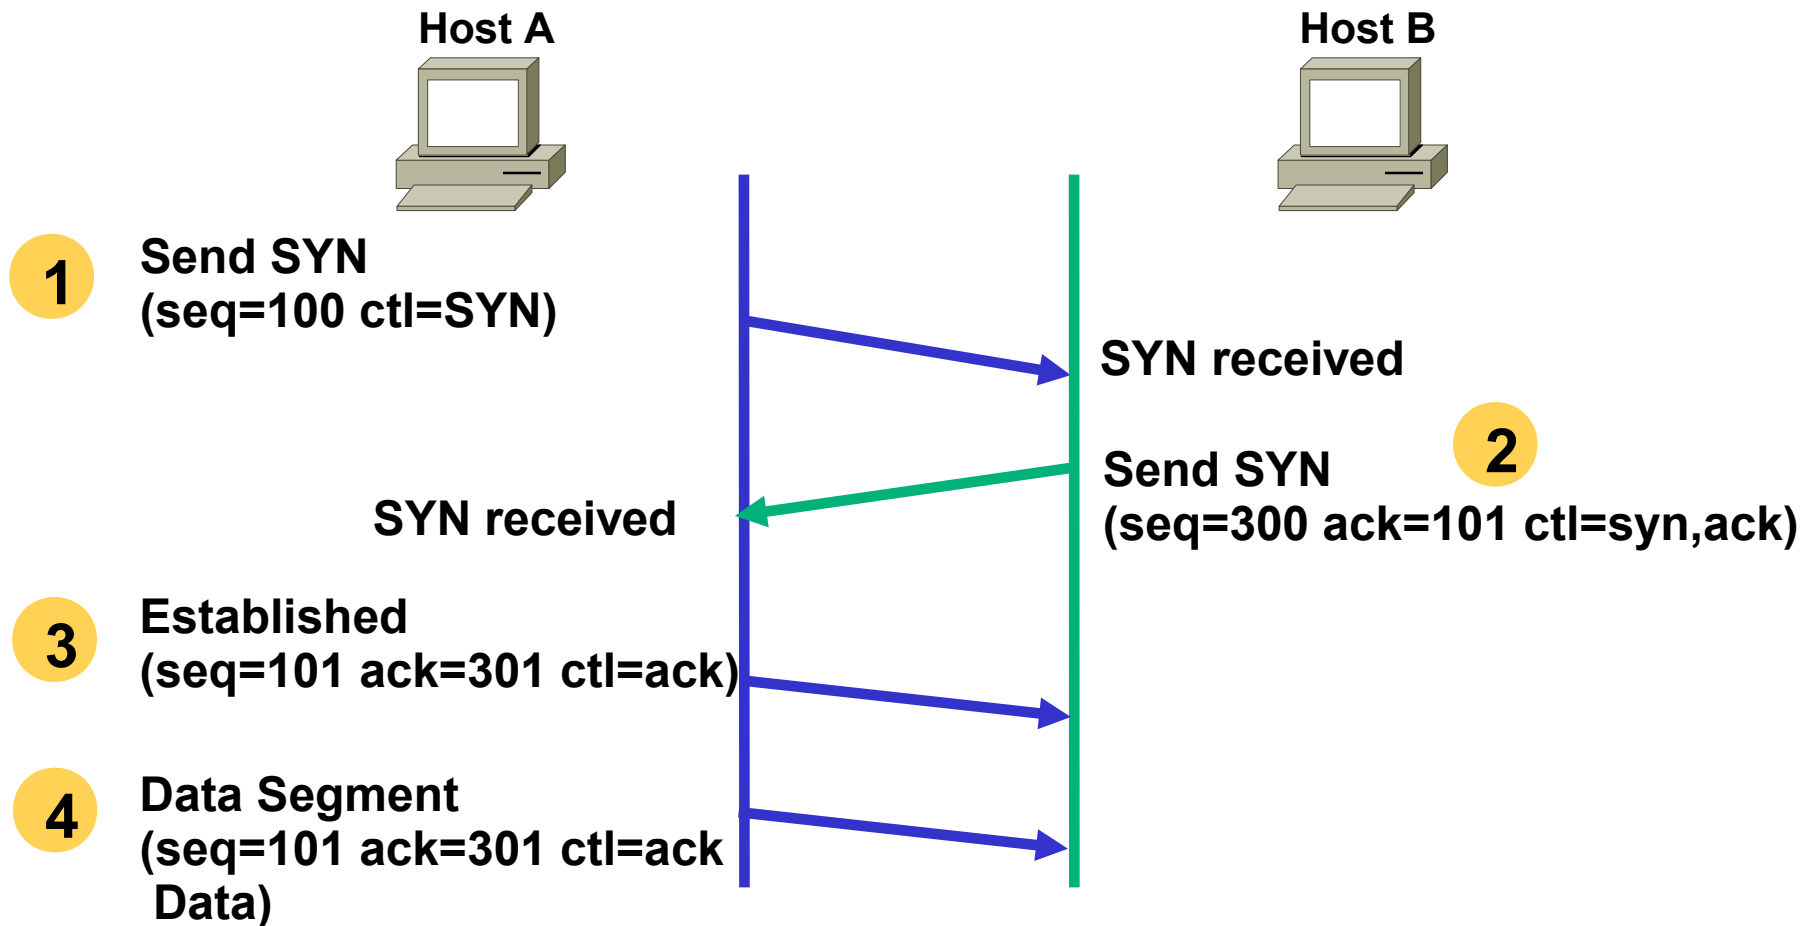 Host A
Host B
1
Send SYN
(seq=100 ctl=SYN)
SYN received
2
Send SYN
(seq=300 ack=101 ctl=syn,ack)
SYN received
3
Established
(seq=101 ack=301 ctl=ack)
4
Data Segment
(seq=101 ack=301 ctl=ack
Data)